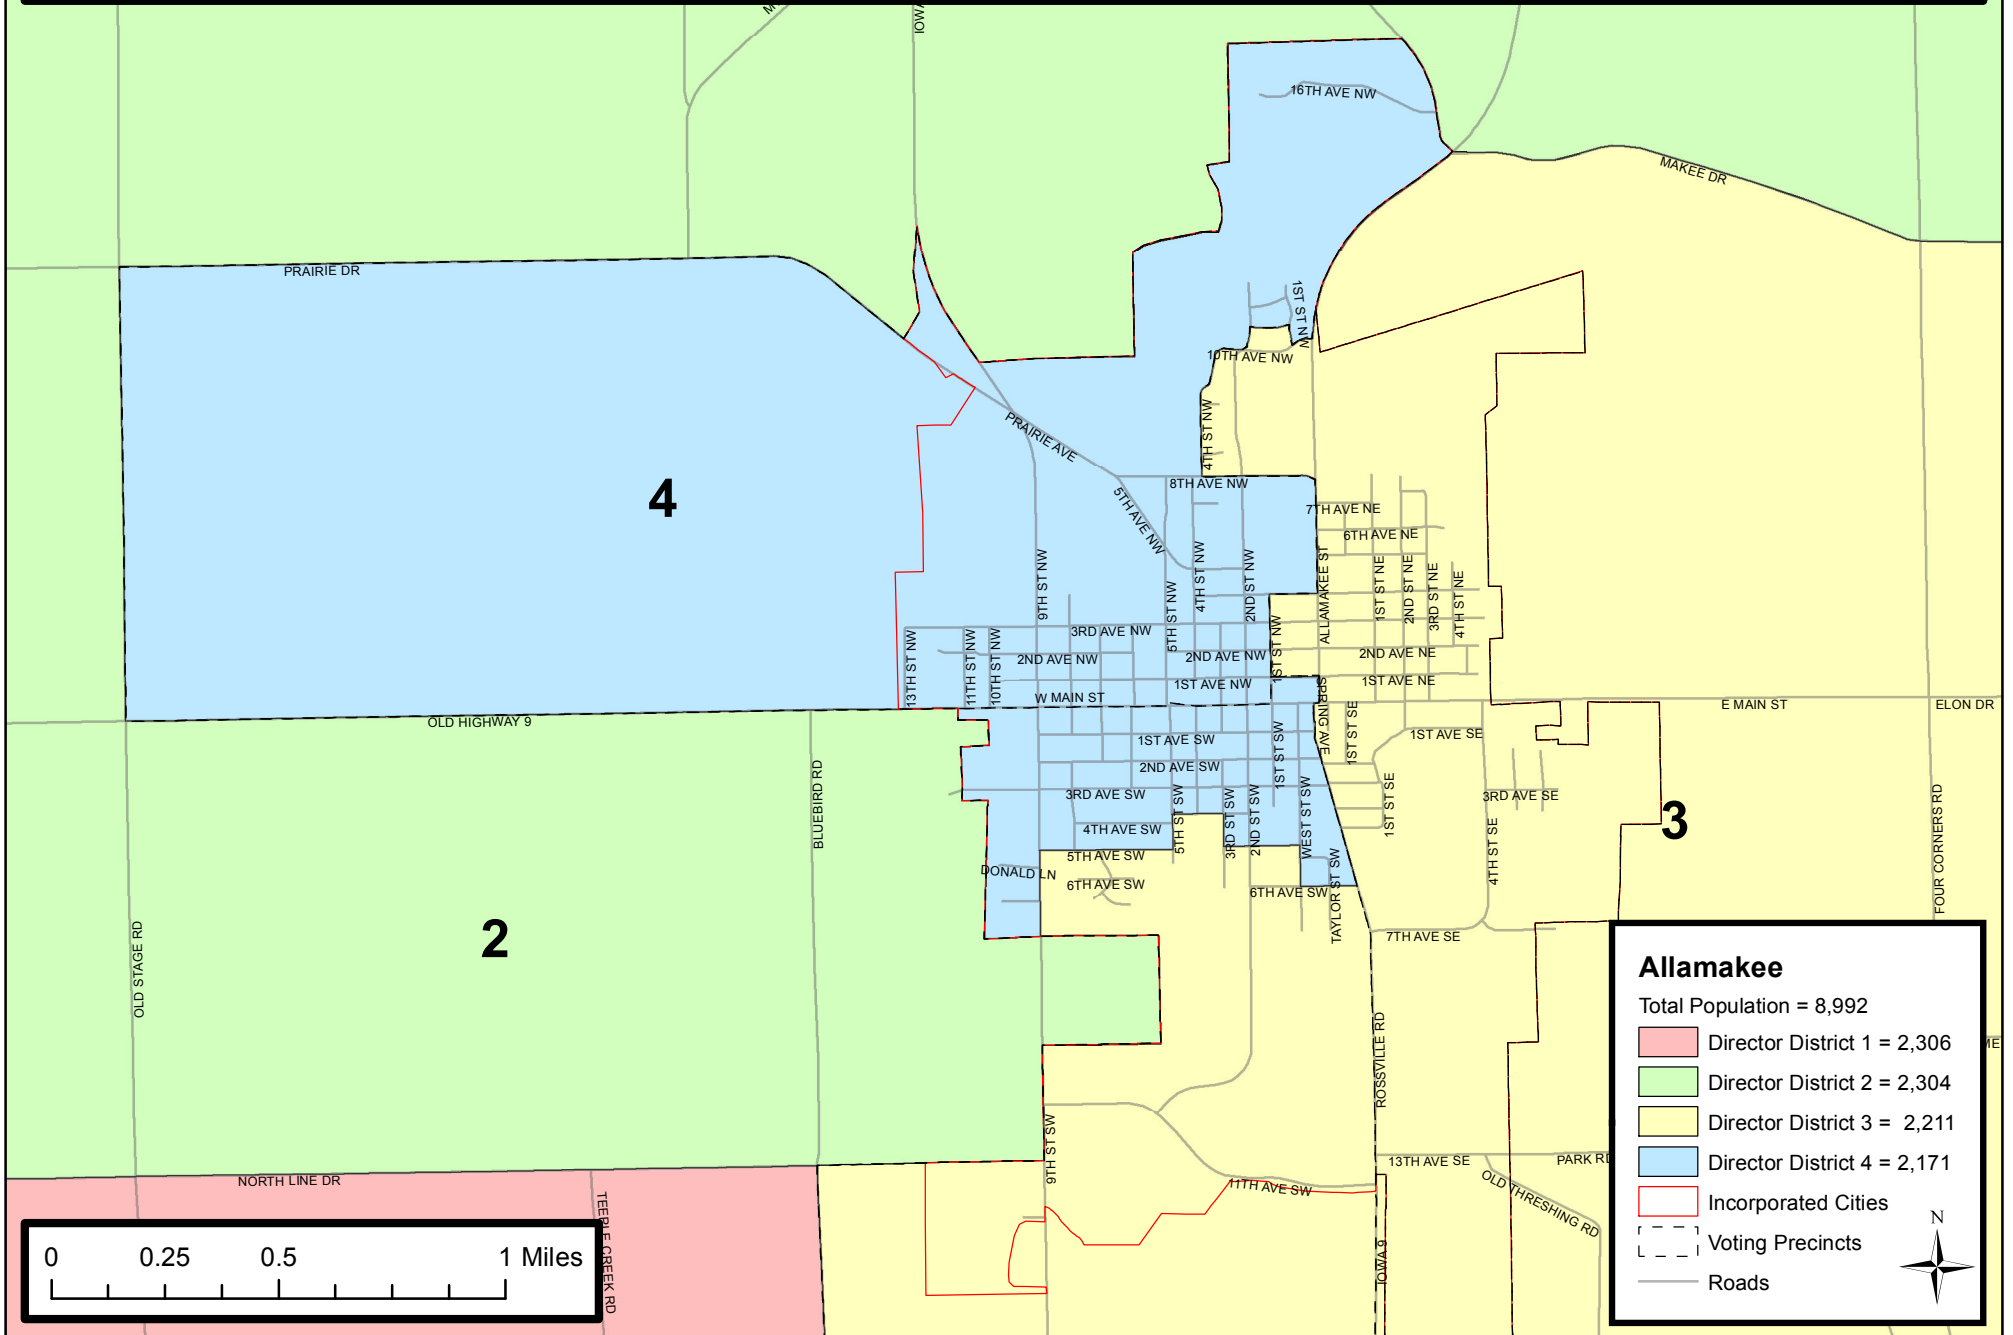 IOWA
16TH AVE NW
MAKEE DR
PRAIRIE DR
1ST ST NW
10TH AVE NW
PRAIRIE AVE
4TH ST NW
4
8TH AVE NW
5TH AVE NW
7TH AVE NE
6TH AVE NE
9TH ST NW
4TH ST NW
2ND ST NW
ALLAMAKEE ST
1ST ST NE
2ND ST NE
3RD ST NE
4TH ST NE
5TH ST NW
3RD AVE NW
13TH ST NW
11TH ST NW
10TH ST NW
2ND AVE NW
2ND AVE NW
1ST ST NW
2ND AVE NE
1ST AVE NW
1ST AVE NE
W MAIN ST
SPRING AVE
E MAIN ST
ELON DR
OLD HIGHWAY 9
1ST AVE SW
1ST ST SW
1ST ST SE
1ST AVE SE
2ND AVE SW
BLUEBIRD RD
3RD AVE SW
5TH ST SW
3RD ST SW
2ND ST SW
WEST ST SW
1ST ST SE
3RD AVE SE
3
4TH AVE SW
4TH ST SE
FOUR CORNERS RD
5TH AVE SW
DONALD LN
6TH AVE SW
6TH AVE SW
TAYLOR ST SW
7TH AVE SE
2
OLD STAGE RD
ROSSVILLE RD
9TH ST SW
13TH AVE SE
PARK RD
NORTH LINE DR
11TH AVE SW
OLD THRESHING RD
TEEPLE CREEK RD
IOWA 9
0 0.25 0.5 1 Miles
Allamakee
Total Population = 8,992
Director District 1 = 2,306
Director District 2 = 2,304
Director District 3 = 2,211
Director District 4 = 2,171
Incorporated Cities
Voting Precincts
Roads
N